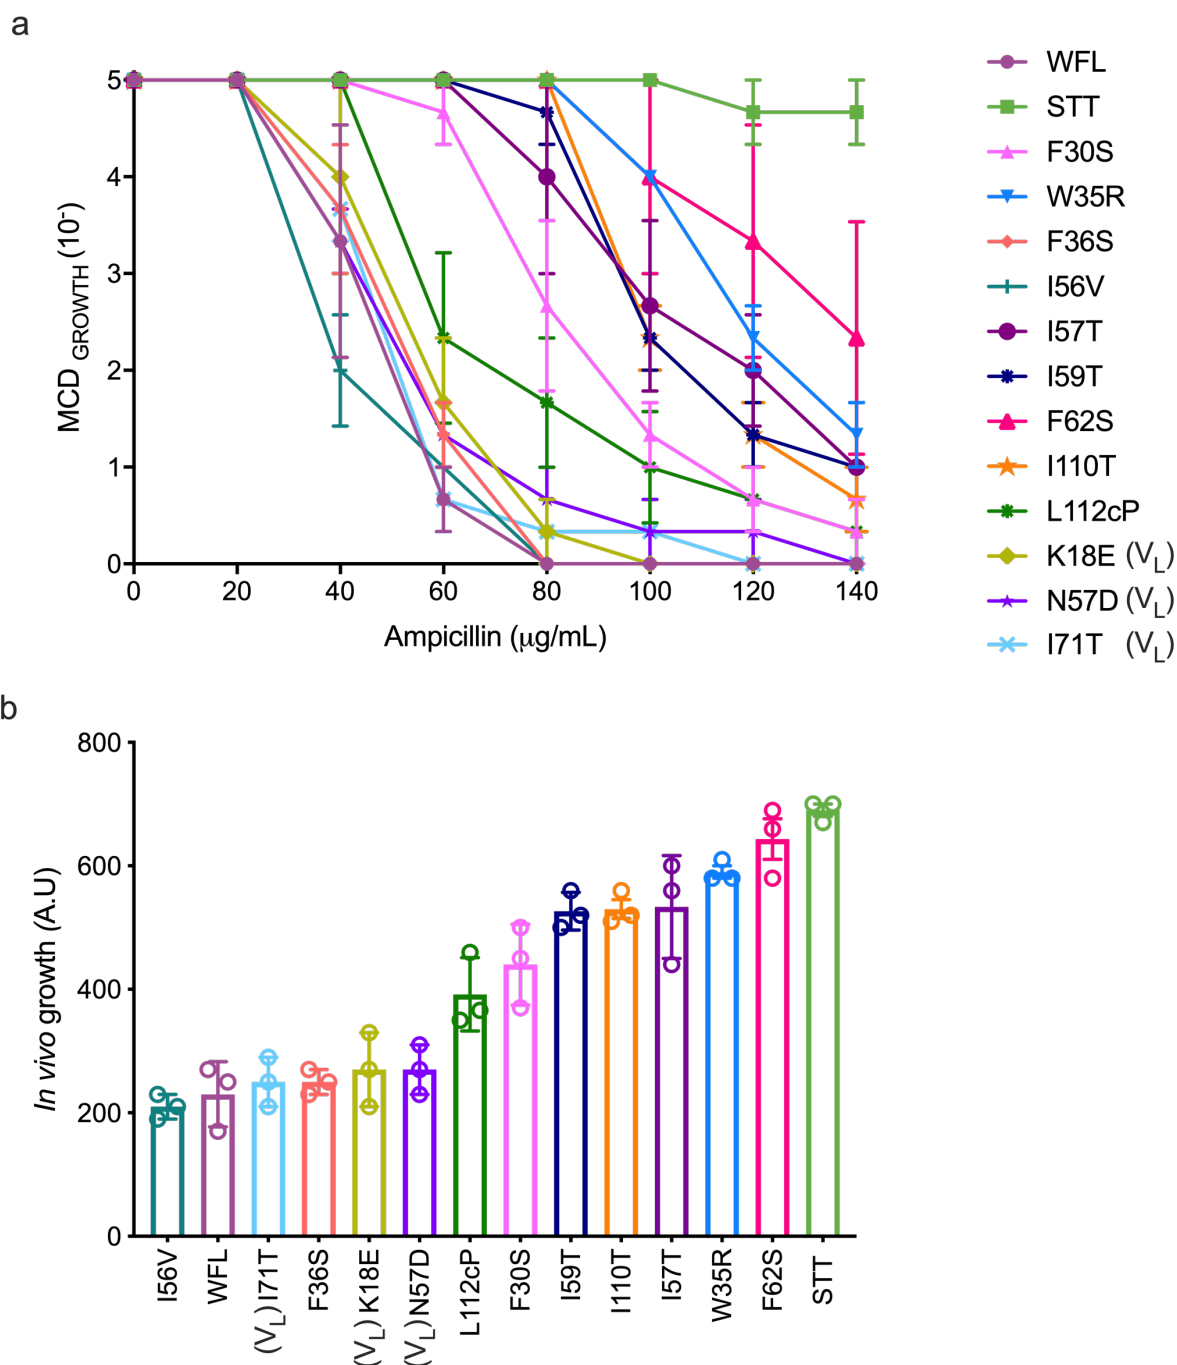 a
MCD GROWTH (10-)
5
4
3
2
1
0
0 20 40 60 80 100 120 140
Ampicillin (μg/mL)
WFL
STT
F30S
W35R
F36S
I56V
I57T
I59T
F62S
I110T
L112cP
K18E (VL)
N57D (VL)
I71T (VL)
b
In vivo growth (A.U)
800
600
400
200
0
I56V
WFL
(VL) I71T
F36S
(VL) K18E
(VL) N57D
L112cP
F30S
I59T
I110T
I57T
W35R
F62S
STT